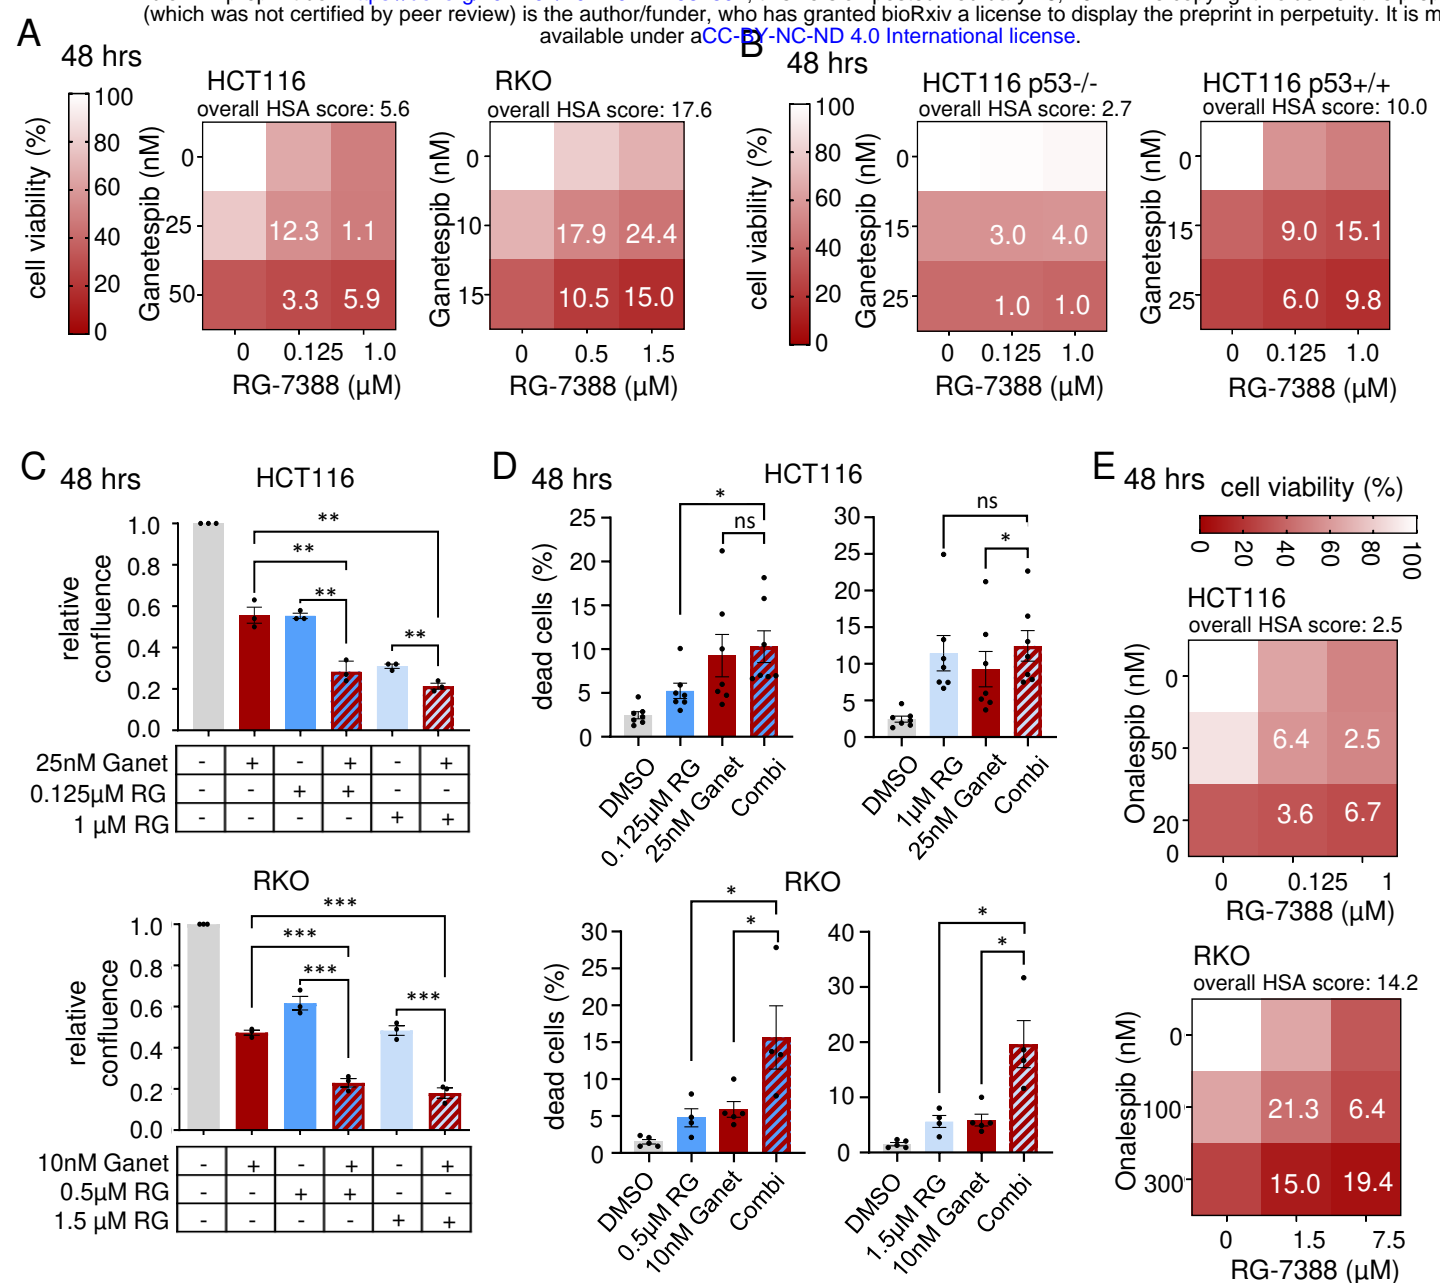 (which was not certified by peer review) is the author/funder, who has granted bioRxiv a license to display the preprint in perpetuity. It is m
available under aCC-BY-NC-ND 4.0 International license.
A
48 hrs
cell viability (%)
100
80
60
40
20
0
HCT116
overall HSA score: 5.6
Ganetespib (nM)
0
25
50
12.3 1.1
3.3 5.9
0 0.125 1.0
RG-7388 (µM)
RKO
overall HSA score: 17.6
Ganetespib (nM)
0
10
15
17.9 24.4
10.5 15.0
0 0.5 1.5
RG-7388 (µM)
B
48 hrs
cell viability (%)
100
80
60
40
20
0
HCT116 p53-/-
overall HSA score: 2.7
Ganetespib (nM)
0
15
25
3.0 4.0
1.0 1.0
0 0.125 1.0
RG-7388 (µM)
HCT116 p53+/+
overall HSA score: 10.0
Ganetespib (nM)
0
15
25
9.0 15.1
6.0 9.8
0 0.125 1.0
RG-7388 (µM)
C
48 hrs
HCT116
relative
confluence
1.0
0.8
0.6
0.4
0.2
0.0
**
**
**
**
25nM Ganet - + - + - +
0.125µM RG - - + + - -
1 µM RG - - - - + +
RKO
relative
confluence
1.0
0.8
0.6
0.4
0.2
0.0
***
***
***
***
10nM Ganet - + - + - +
0.5µM RG - - + + - -
1.5 µM RG - - - - + +
D
48 hrs
HCT116
dead cells (%)
25
20
15
10
5
0
*
ns
DMSO
0.125µM RG
25nM Ganet
Combi
30
25
20
15
10
5
0
ns
*
DMSO
1µM RG
25nM Ganet
Combi
RKO
dead cells (%)
30
25
20
15
10
5
0
*
*
DMSO
0.5µM RG
10nM Ganet
Combi
40
30
20
10
0
*
*
DMSO
1.5µM RG
10nM Ganet
Combi
E
48 hrs
cell viability (%)
0
20
40
60
80
100
HCT116
overall HSA score: 2.5
Onalespib (nM)
0
50
20
0
6.4 2.5
3.6 6.7
0 0.125 1
RG-7388 (µM)
RKO
overall HSA score: 14.2
Onalespib (nM)
0
100
300
21.3 6.4
15.0 19.4
0 1.5 7.5
RG-7388 (µM)